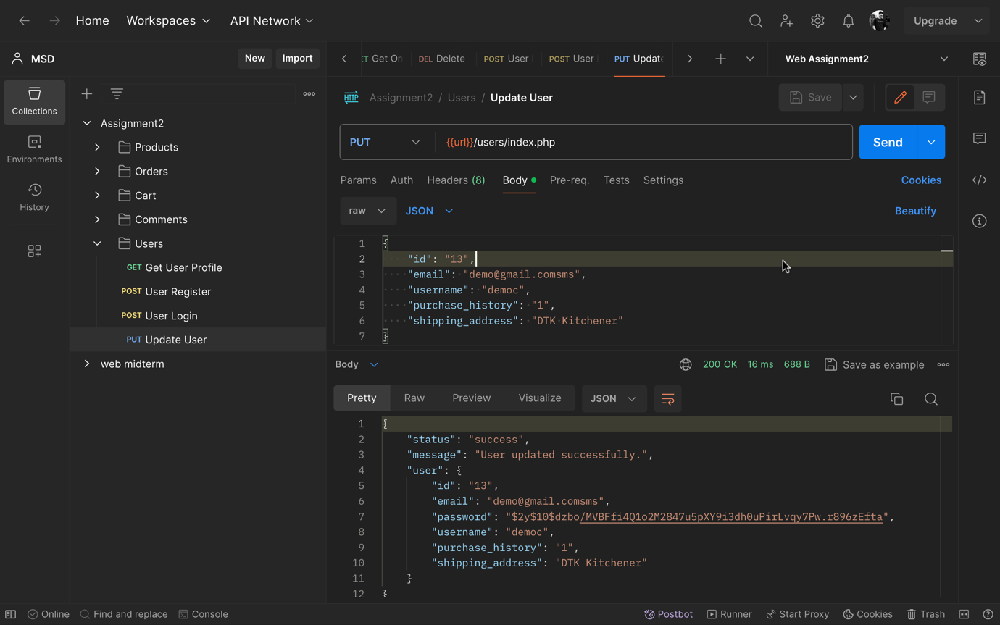 Home Workspaces API Network Upgrade
MSD New Import
ET Get On DEL Delete POST User POST User PUT Update Web Assignment2
HTTP Assignment2 / Users / Update User Save
Collections
Environments
History
Assignment2
Products
Orders
Cart
Comments
Users
GET Get User Profile
POST User Register
POST User Login
PUT Update User
web midterm
PUT {{url}}/users/index.php Send
Params Auth Headers (8) Body Pre-req. Tests Settings Cookies
raw JSON Beautify
1 {
2 "id": "13",
3 "email": "demo@gmail.comsms",
4 "username": "democ",
5 "purchase_history": "1",
6 "shipping_address": "DTK Kitchener"
7 }
Body 200 OK 16 ms 688 B Save as example
Pretty Raw Preview Visualize JSON
1 {
2 "status": "success",
3 "message": "User updated successfully.",
4 "user": {
5 "id": "13",
6 "email": "demo@gmail.comsms",
7 "password": "$2y$10$dzbo/MVBFfi4Q1o2M2847u5pXY9i3dh0uPirLvqy7Pw.r896zEfta",
8 "username": "democ",
9 "purchase_history": "1",
10 "shipping_address": "DTK Kitchener"
11 }
12 }
Online Find and replace Console Postbot Runner Start Proxy Cookies Trash